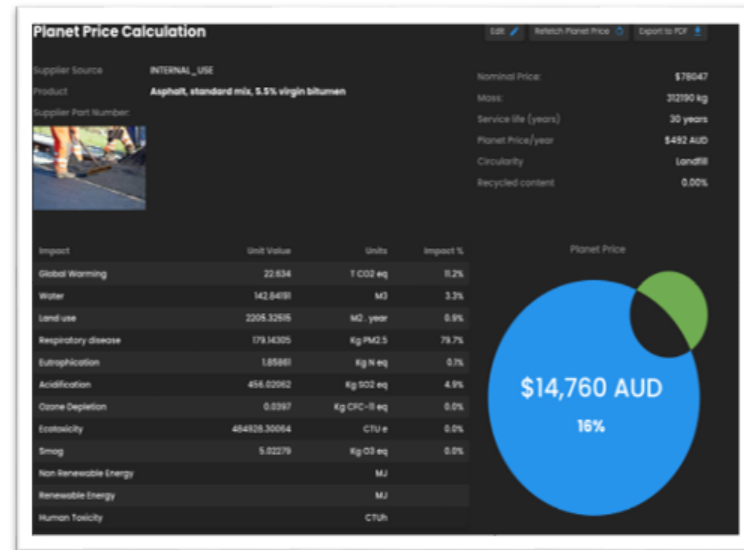 Planet Price Calculation
Edit
Refetch Planet Price
Export to PDF
Supplier Source INTERNAL_USE
Product Asphalt, standard mix, 5.5% virgin bitumen
Supplier Part Number:
Nominal Price: $78047
Mass: 312190 kg
Service life (years) 30 years
Planet Price/year $492 AUD
Circularity Landfill
Recycled content 0.00%
Impact Unit Value Units Impact %
Global Warming 22.634 T CO2 eq 11.2%
Water 142.84191 M3 3.3%
Land use 2205.32515 M2 . year 0.9%
Respiratory disease 179.14305 Kg PM2.5 79.7%
Eutrophication 1.85861 Kg N eq 0.1%
Acidification 456.02062 Kg SO2 eq 4.9%
Ozone Depletion 0.0397 Kg CFC-11 eq 0.0%
Ecotoxicity 484928.30064 CTU e 0.0%
Smog 5.02279 Kg O3 eq 0.0%
Non Renewable Energy MJ
Renewable Energy MJ
Human Toxicity CTUh
Planet Price
$14,760 AUD
16%